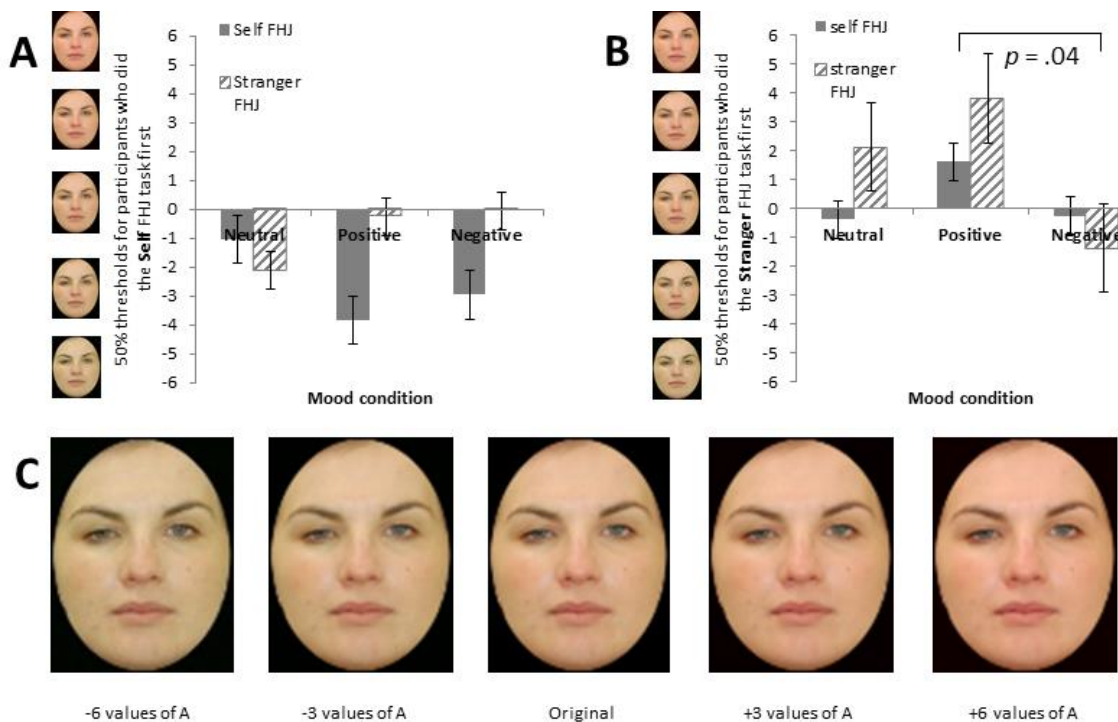 A
50% thresholds for participants who did
the Self FHJ task first
6
5
4
3
2
1
0
-1
-2
-3
-4
-5
-6
Self FHJ
Stranger
FHJ
Neutral
Positive
Negative
Mood condition
B
50% thresholds for participants who did
the Stranger FHJ task first
6
5
4
3
2
1
0
-1
-2
-3
-4
-5
-6
self FHJ
stranger
FHJ
p = .04
Neutral
Positive
Negative
Mood condition
C
-6 values of A
-3 values of A
Original
+3 values of A
+6 values of A